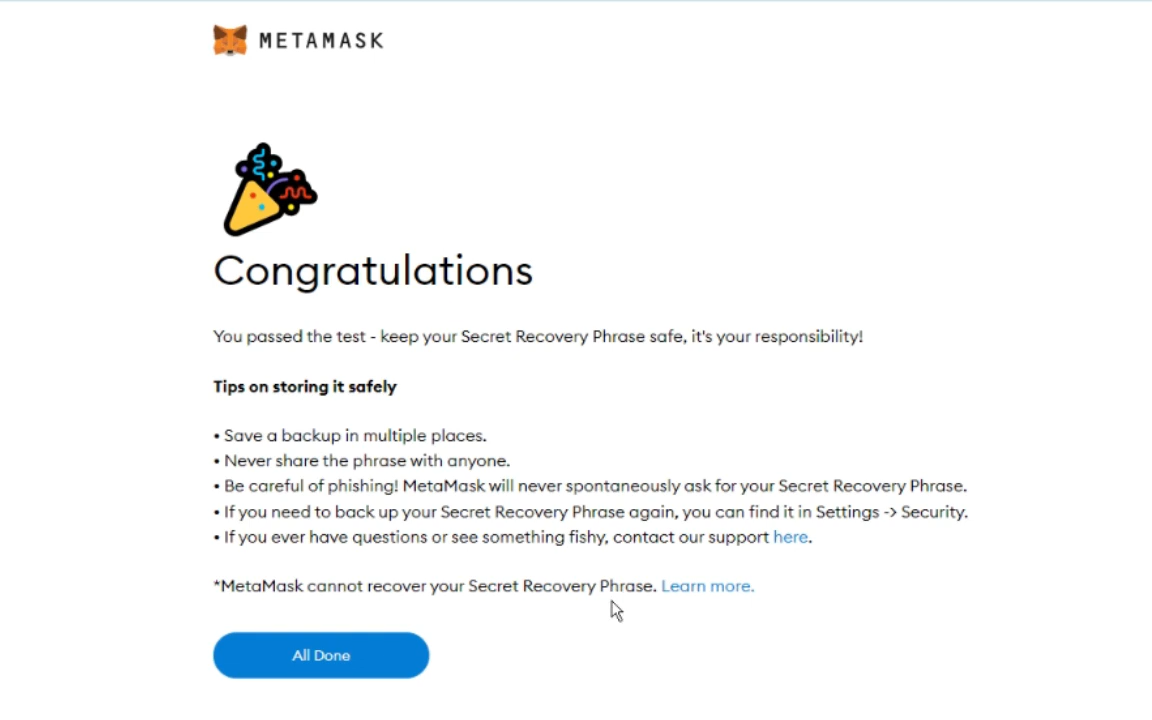 METAMASK
Congratulations
You passed the test - keep your Secret Recovery Phrase safe, it's your responsibility!
Tips on storing it safely
• Save a backup in multiple places.
• Never share the phrase with anyone.
• Be careful of phishing! MetaMask will never spontaneously ask for your Secret Recovery Phrase.
• If you need to back up your Secret Recovery Phrase again, you can find it in Settings -> Security.
• If you ever have questions or see something fishy, contact our support here.
*MetaMask cannot recover your Secret Recovery Phrase. Learn more.
All Done